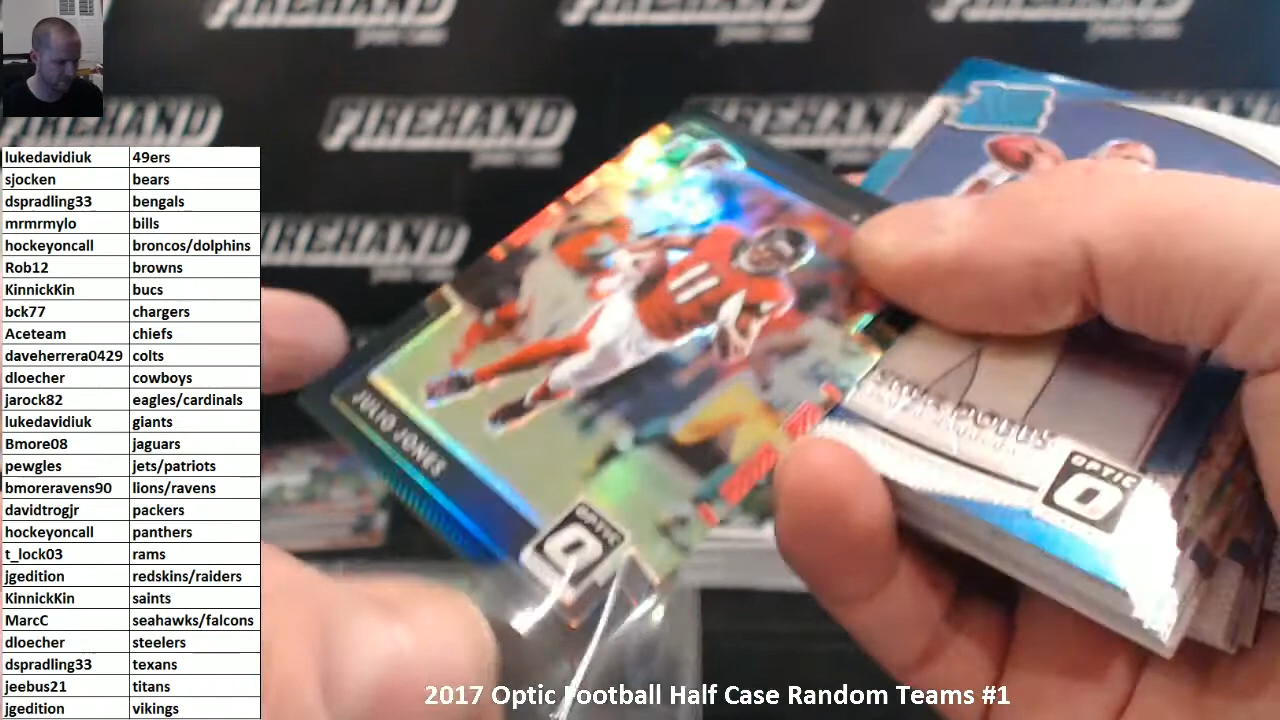 FIREHAND
FIREHAND
FIREHAND
lukedavidiuk 49ers
sjocken bears
dspradling33 bengals
mrmrmylo bills
hockeyoncall broncos/dolphins
Rob12 browns
KinnickKin bucs
bck77 chargers
Aceteam chiefs
daveherrera0429 colts
dloecher cowboys
jarock82 eagles/cardinals
lukedavidiuk giants
Bmore08 jaguars
pewgles jets/patriots
bmoreravens90 lions/ravens
davidtrogjr packers
hockeyoncall panthers
t_lock03 rams
jgedition redskins/raiders
KinnickKin saints
MarcC seahawks/falcons
dloecher steelers
dspradling33 texans
jeebus21 titans
jgedition vikings
11
JULIO JONES
OPTIC
OPTIC
2017 Optic Football Half Case Random Teams #1